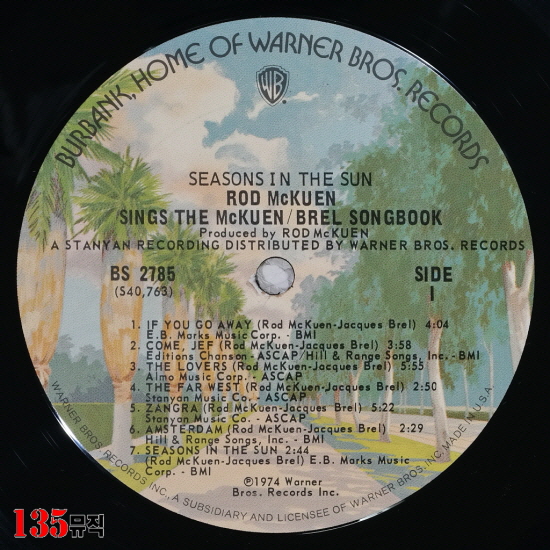 BURBANK, HOME OF WARNER BROS. RECORDS
WB
SEASONS IN THE SUN
ROD McKUEN
SINGS THE McKUEN/BREL SONGBOOK
Produced by ROD McKUEN
A STANYAN RECORDING DISTRIBUTED BY WARNER BROS. RECORDS
BS 2785 SIDE
(S40,763) I
1. IF YOU GO AWAY (Rod McKuen-Jacques Brel) 4:04
E.B. Marks Music Corp. - BMI
2. COME, JEF (Rod McKuen-Jacques Brel) 3:58
Editions Chanson - ASCAP/Hill & Range Songs, Inc. - BMI
3. THE LOVERS (Rod McKuen-Jacques Brel) 5:55
Almo Music Corp. - ASCAP
4. THE FAR WEST (Rod McKuen-Jacques Brel) 2:50
Stanyan Music Co. - ASCAP
5. ZANGRA (Rod McKuen-Jacques Brel) 5:22
Stanyan Music Co. - ASCAP
6. AMSTERDAM (Rod McKuen-Jacques Brel) 2:29
Hill & Range Songs, Inc. - BMI
7. SEASONS IN THE SUN 2:44
(Rod McKuen-Jacques Brel) E.B. Marks Music
Corp. - BMI
℗1974 Warner
Bros. Records Inc.
WARNER BROS. RECORDS INC., A SUBSIDIARY AND LICENSEE OF WARNER BROS. INC. MADE IN U.S.A.
135뮤직